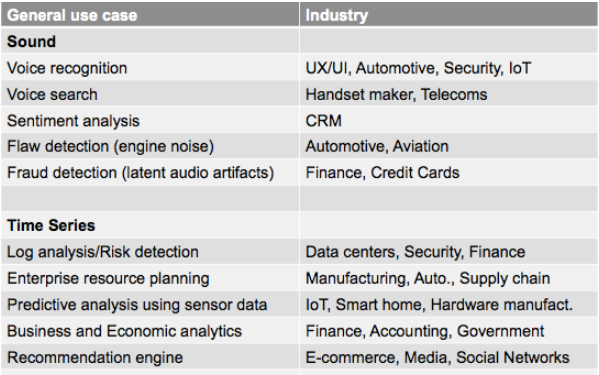 General use case Industry
Sound
Voice recognition UX/UI, Automotive, Security, IoT
Voice search Handset maker, Telecoms
Sentiment analysis CRM
Flaw detection (engine noise) Automotive, Aviation
Fraud detection (latent audio artifacts) Finance, Credit Cards
Time Series
Log analysis/Risk detection Data centers, Security, Finance
Enterprise resource planning Manufacturing, Auto., Supply chain
Predictive analysis using sensor data IoT, Smart home, Hardware manufact.
Business and Economic analytics Finance, Accounting, Government
Recommendation engine E-commerce, Media, Social Networks